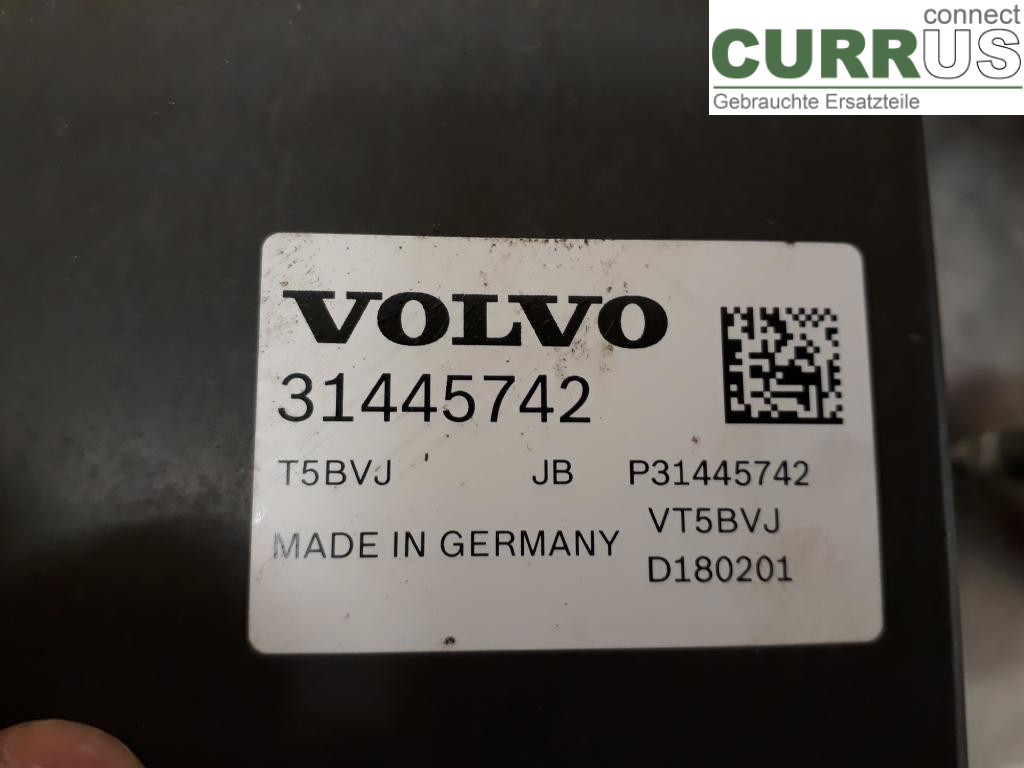 connect
CURRUS
Gebrauchte Ersatzteile
VOLVO
31445742
T5BVJ JB P31445742
VT5BVJ
MADE IN GERMANY
D180201